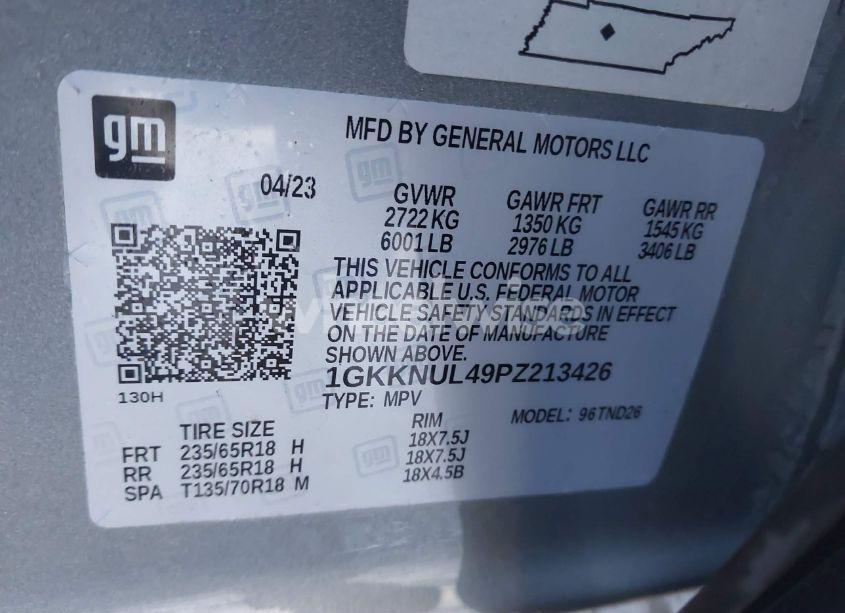 gm
MFD BY GENERAL MOTORS LLC
04/23
GVWR GAWR FRT GAWR RR
2722 KG 1350 KG 1545 KG
6001 LB 2976 LB 3406 LB
THIS VEHICLE CONFORMS TO ALL
APPLICABLE U.S. FEDERAL MOTOR
VEHICLE SAFETY STANDARDS IN EFFECT
ON THE DATE OF MANUFACTURE
SHOWN ABOVE.
1GKKNUL49PZ213426
130H
TYPE: MPV MODEL: 96TND26
TIRE SIZE RIM
FRT 235/65R18 H 18X7.5J
RR 235/65R18 H 18X7.5J
SPA T135/70R18 M 18X4.5B